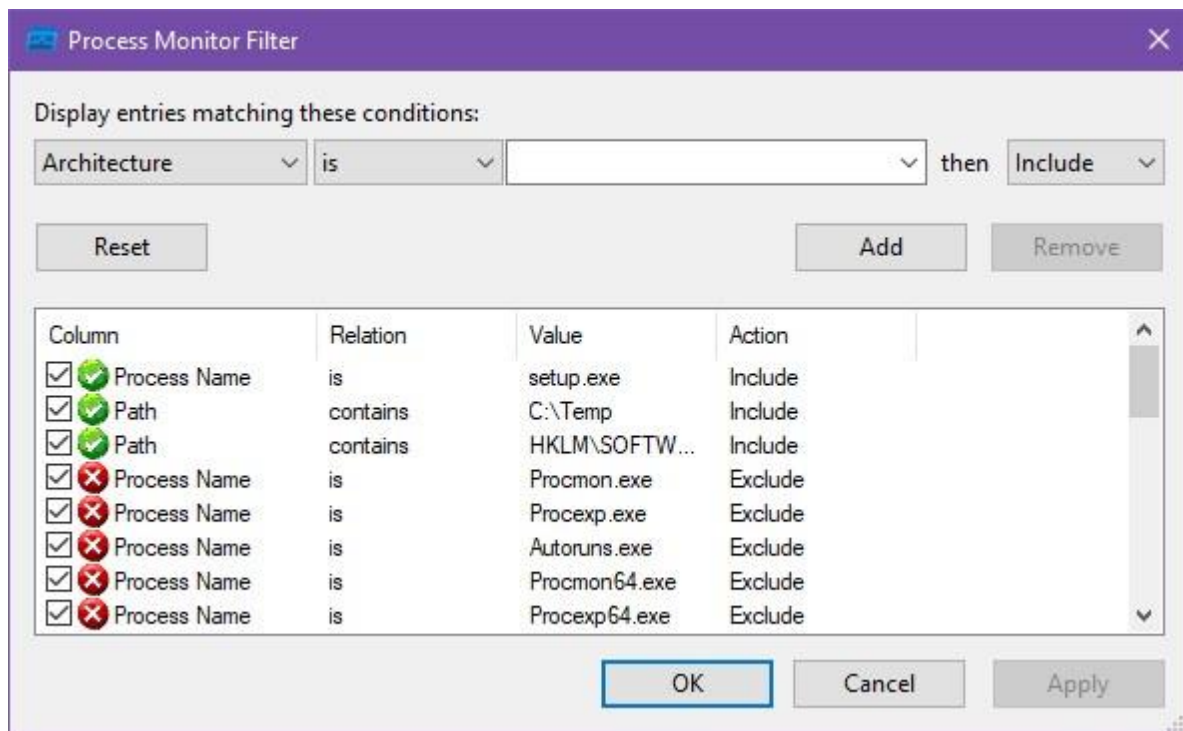 Process Monitor Filter
Display entries matching these conditions:
Architecture is then Include
Reset Add Remove
Column Relation Value Action
Process Name is setup.exe Include
Path contains C:\Temp Include
Path contains HKLM\SOFTW... Include
Process Name is Procmon.exe Exclude
Process Name is Procexp.exe Exclude
Process Name is Autoruns.exe Exclude
Process Name is Procmon64.exe Exclude
Process Name is Procexp64.exe Exclude
OK Cancel Apply